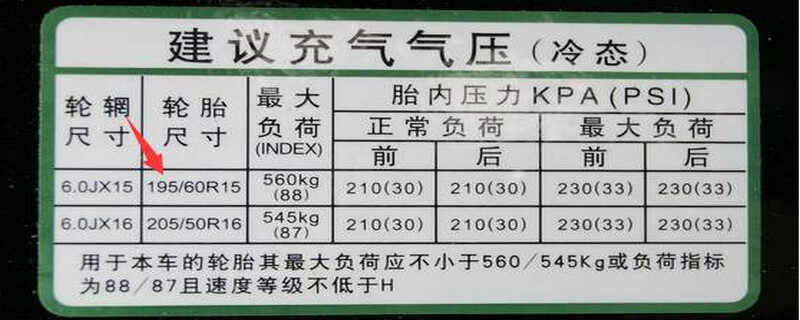 建议充气气压(冷态)
轮辋尺寸 轮胎尺寸 最大负荷(INDEX) 胎内压力KPA(PSI)
正常负荷 最大负荷
前 后 前 后
6.0JX15 195/60R15 560kg(88) 210(30) 210(30) 230(33) 230(33)
6.0JX16 205/50R16 545kg(87) 210(30) 210(30) 230(33) 230(33)
用于本车的轮胎其最大负荷应不小于560/545Kg或负荷指标
为88/87且速度等级不低于H